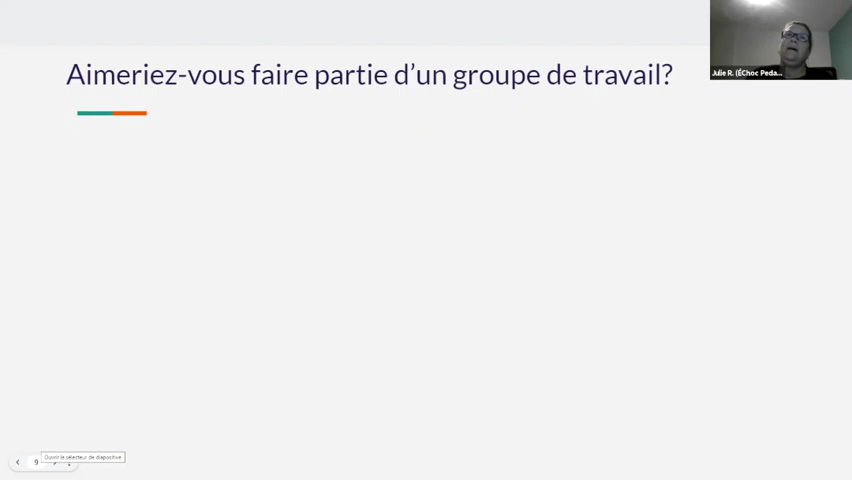 Aimeriez-vous faire partie d'un groupe de travail?
Julie R. (ÉChoc Peda...
9
Ouvrir le sélecteur de diapositive